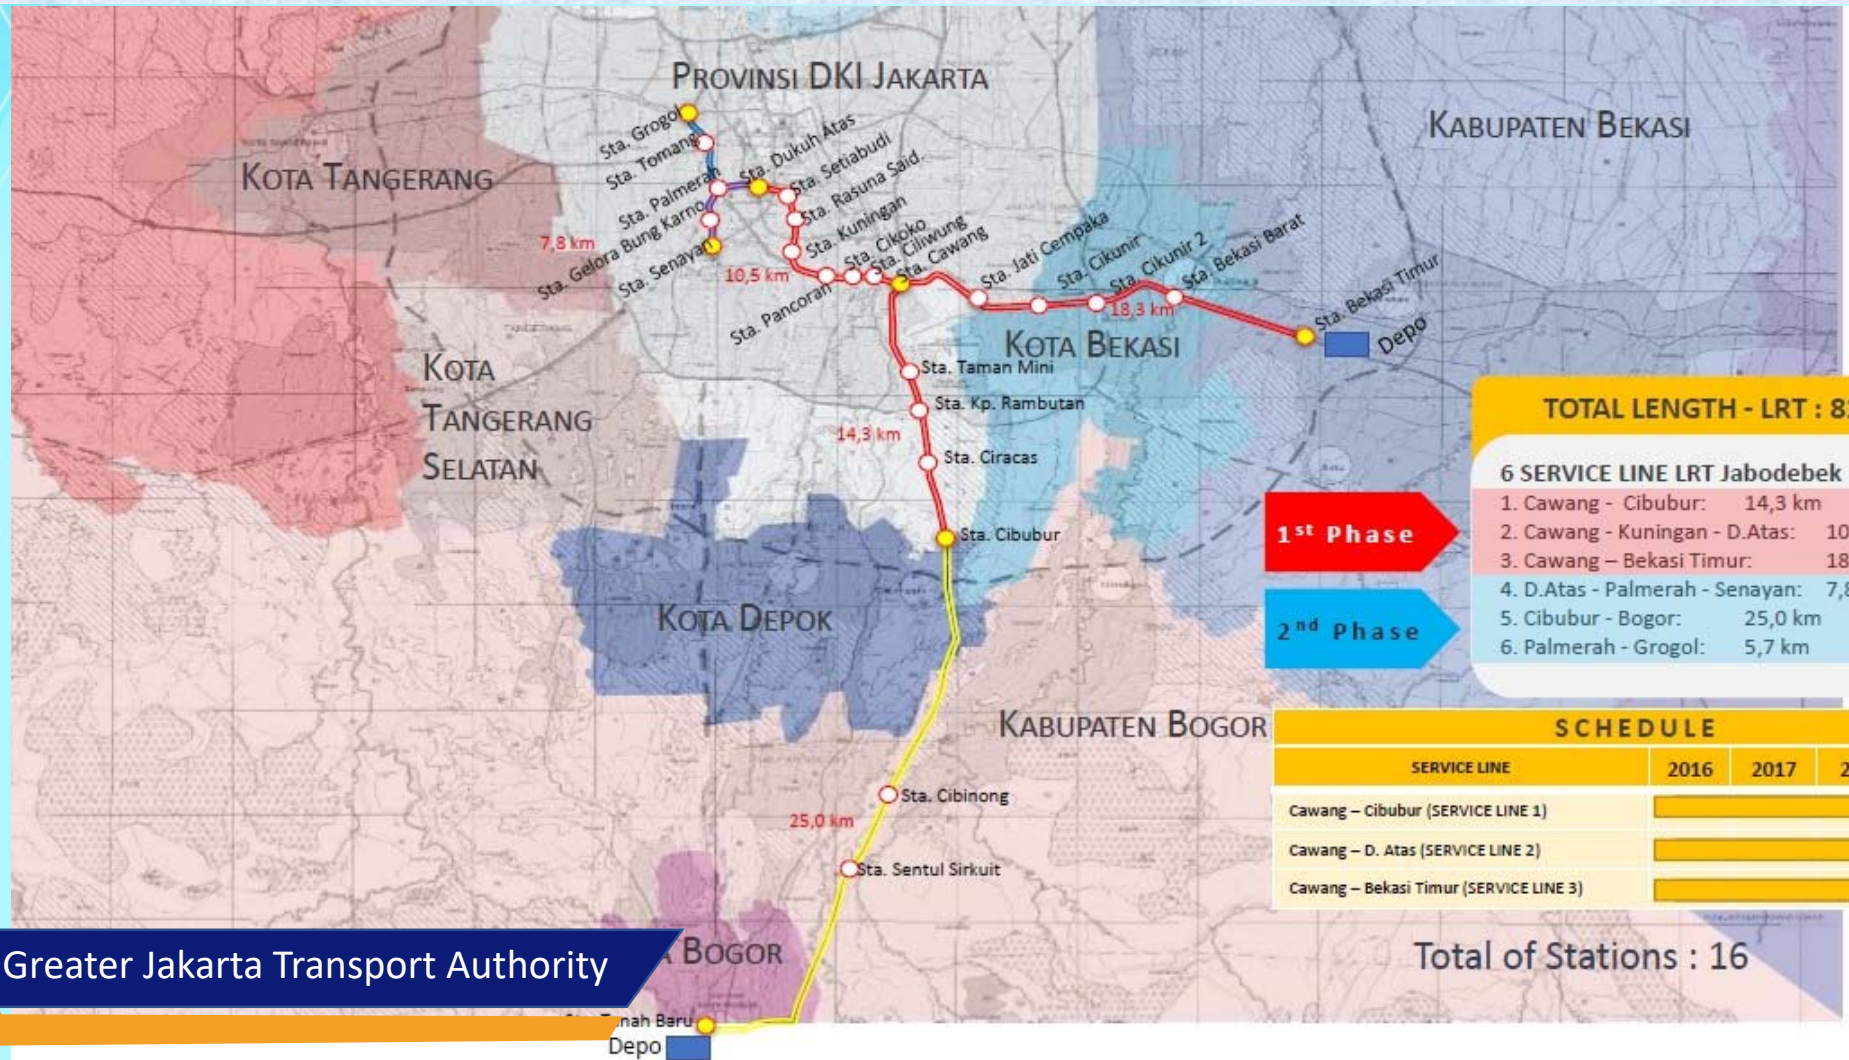 PROVINSI DKI JAKARTA
KABUPATEN BEKASI
KOTA TANGERANG
Sta. Grogol
Sta. Tomang
Sta. Palmerah
Sta. Gelora Bung Karno
Sta. Senayan
Sta. Dukuh Atas
Sta. Setiabudi
Sta. Rasuna Said.
Sta. Kuningan
Sta. Pancoran
Sta. Cikoko
Sta. Ciliwung
Sta. Cawang
Sta. Jati Cempaka
Sta. Cikunir
Sta. Cikunir 2
Sta. Bekasi Barat
Sta. Bekasi Timur
Depo
7,8 km
10,5 km
18,3 km
KOTA BEKASI
KOTA
TANGERANG
SELATAN
Sta. Taman Mini
Sta. Kp. Rambutan
14,3 km
Sta. Ciracas
Sta. Cibubur
KOTA DEPOK
KABUPATEN BOGOR
Sta. Cibinong
25,0 km
Sta. Sentul Sirkuit
BOGOR
nah Baru
Depo
TOTAL LENGTH - LRT : 8
6 SERVICE LINE LRT Jabodebek
1st Phase
1. Cawang - Cibubur: 14,3 km
2. Cawang - Kuningan - D.Atas: 10
3. Cawang – Bekasi Timur: 18
2nd Phase
4. D.Atas - Palmerah - Senayan: 7,8
5. Cibubur - Bogor: 25,0 km
6. Palmerah - Grogol: 5,7 km
SCHEDULE
SERVICE LINE 2016 2017 2
Cawang – Cibubur (SERVICE LINE 1)
Cawang – D. Atas (SERVICE LINE 2)
Cawang – Bekasi Timur (SERVICE LINE 3)
Total of Stations : 16
Greater Jakarta Transport Authority